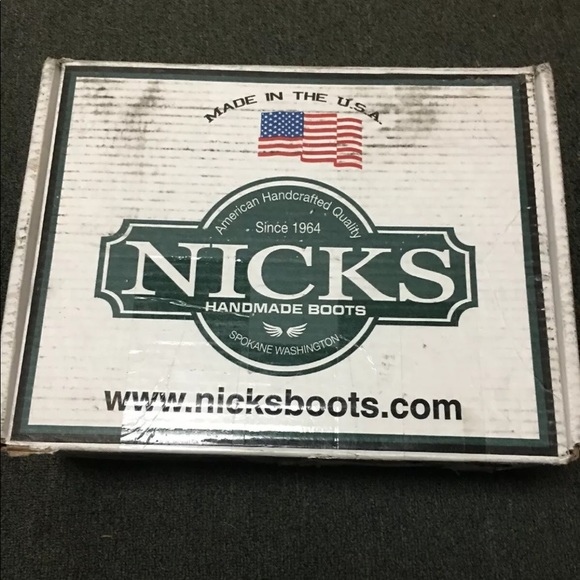 MADE IN THE U.S.A.
American Handcrafted Quality
Since 1964
NICKS
HANDMADE BOOTS
SPOKANE WASHINGTON
www.nicksboots.com